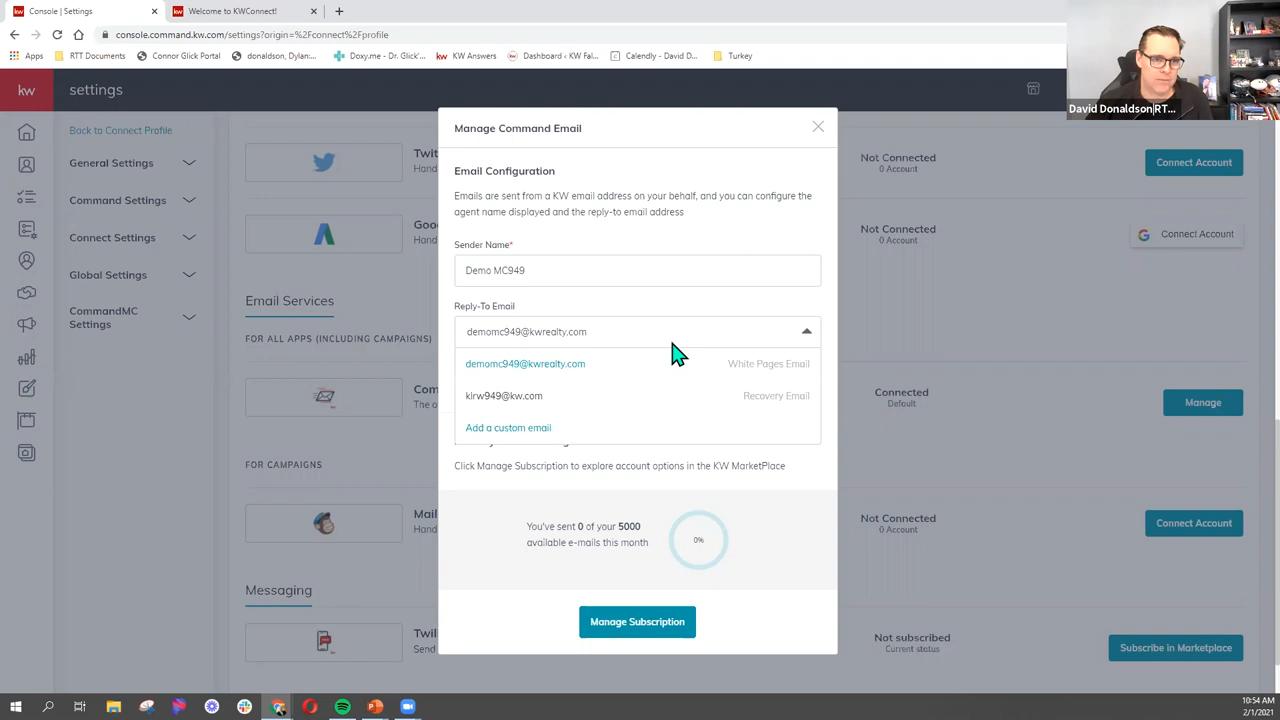 kw
Console | Settings
kw
Welcome to KWConnect!
console.command.kw.com/settings?origin=%2Fconnect%2Fprofile
Apps
RTT Documents
Connor Glick Portal
donaldson, Dylan:...
Doxy.me - Dr. Glick'...
kw
KW Answers
Dashboard ‹ KW Fal...
Calendly - David D...
Turkey
David Donaldson|RT...
kw
settings
Back to Connect Profile
General Settings
Command Settings
Connect Settings
Global Settings
CommandMC
Settings
Twit
Hand
Not Connected
0 Account
Connect Account
Goo
Hand
Not Connected
0 Account
Connect Account
Email Services
FOR ALL APPS (INCLUDING CAMPAIGNS)
Com
The o
Connected
Default
Manage
FOR CAMPAIGNS
Mail
Hand
Not Connected
0 Account
Connect Account
Messaging
Twil
Send
Not subscribed
Current status
Subscribe in Marketplace
Manage Command Email
Email Configuration
Emails are sent from a KW email address on your behalf, and you can configure the
agent name displayed and the reply-to email address
Sender Name*
Demo MC949
Reply-To Email
demomc949@kwrealty.com
demomc949@kwrealty.com
White Pages Email
kirw949@kw.com
Recovery Email
Add a custom email
Click Manage Subscription to explore account options in the KW MarketPlace
You've sent 0 of your 5000
available e-mails this month
0%
Manage Subscription
10:54 AM
2/1/2021